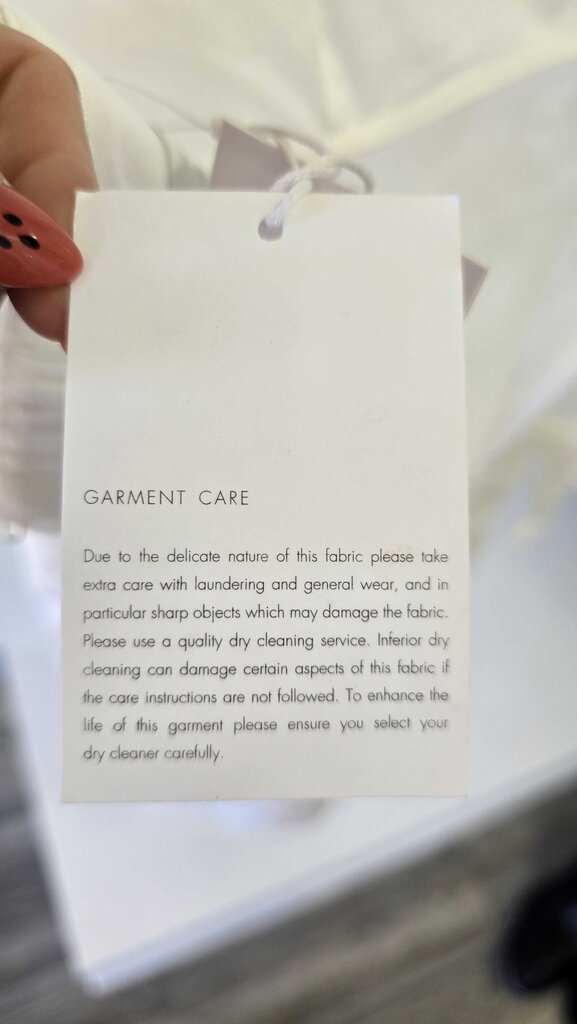 GARMENT CARE
Due to the delicate nature of this fabric please take
extra care with laundering and general wear, and in
particular sharp objects which may damage the fabric.
Please use a quality dry cleaning service. Inferior dry
cleaning can damage certain aspects of this fabric if
the care instructions are not followed. To enhance the
life of this garment please ensure you select your
dry cleaner carefully.